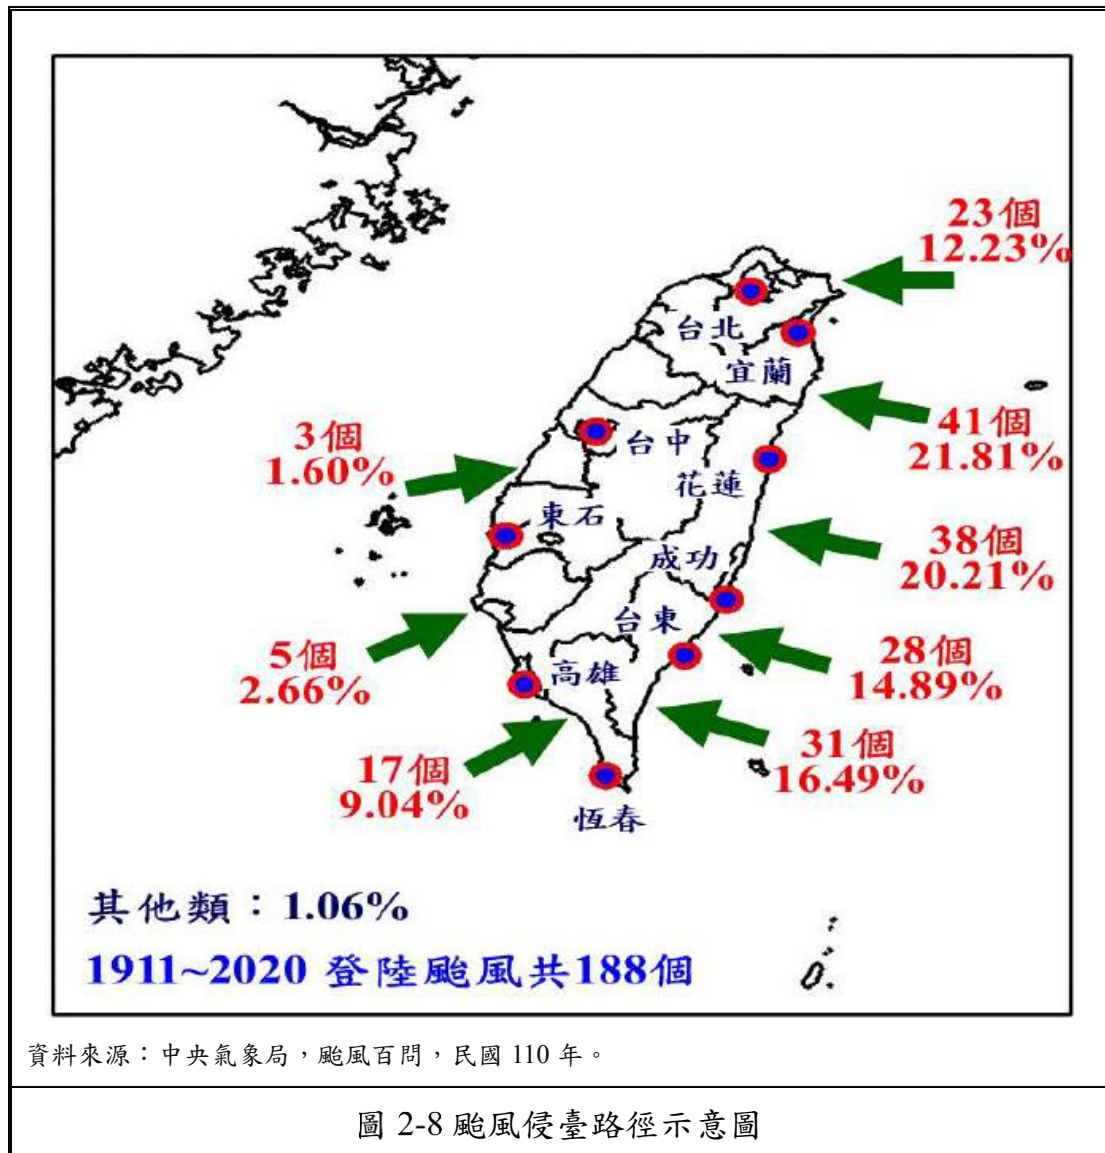 23個
12.23%
台北
宜蘭
41個
21.81%
3個
1.60%
台中
花蓮
東石
38個
20.21%
成功
台東
5個
2.66%
高雄
28個
14.89%
31個
16.49%
17個
9.04%
恆春
其他類：1.06%
1911~2020 登陸颱風共188個
資料來源：中央氣象局，颱風百問，民國 110 年。
圖 2-8 颱風侵臺路徑示意圖